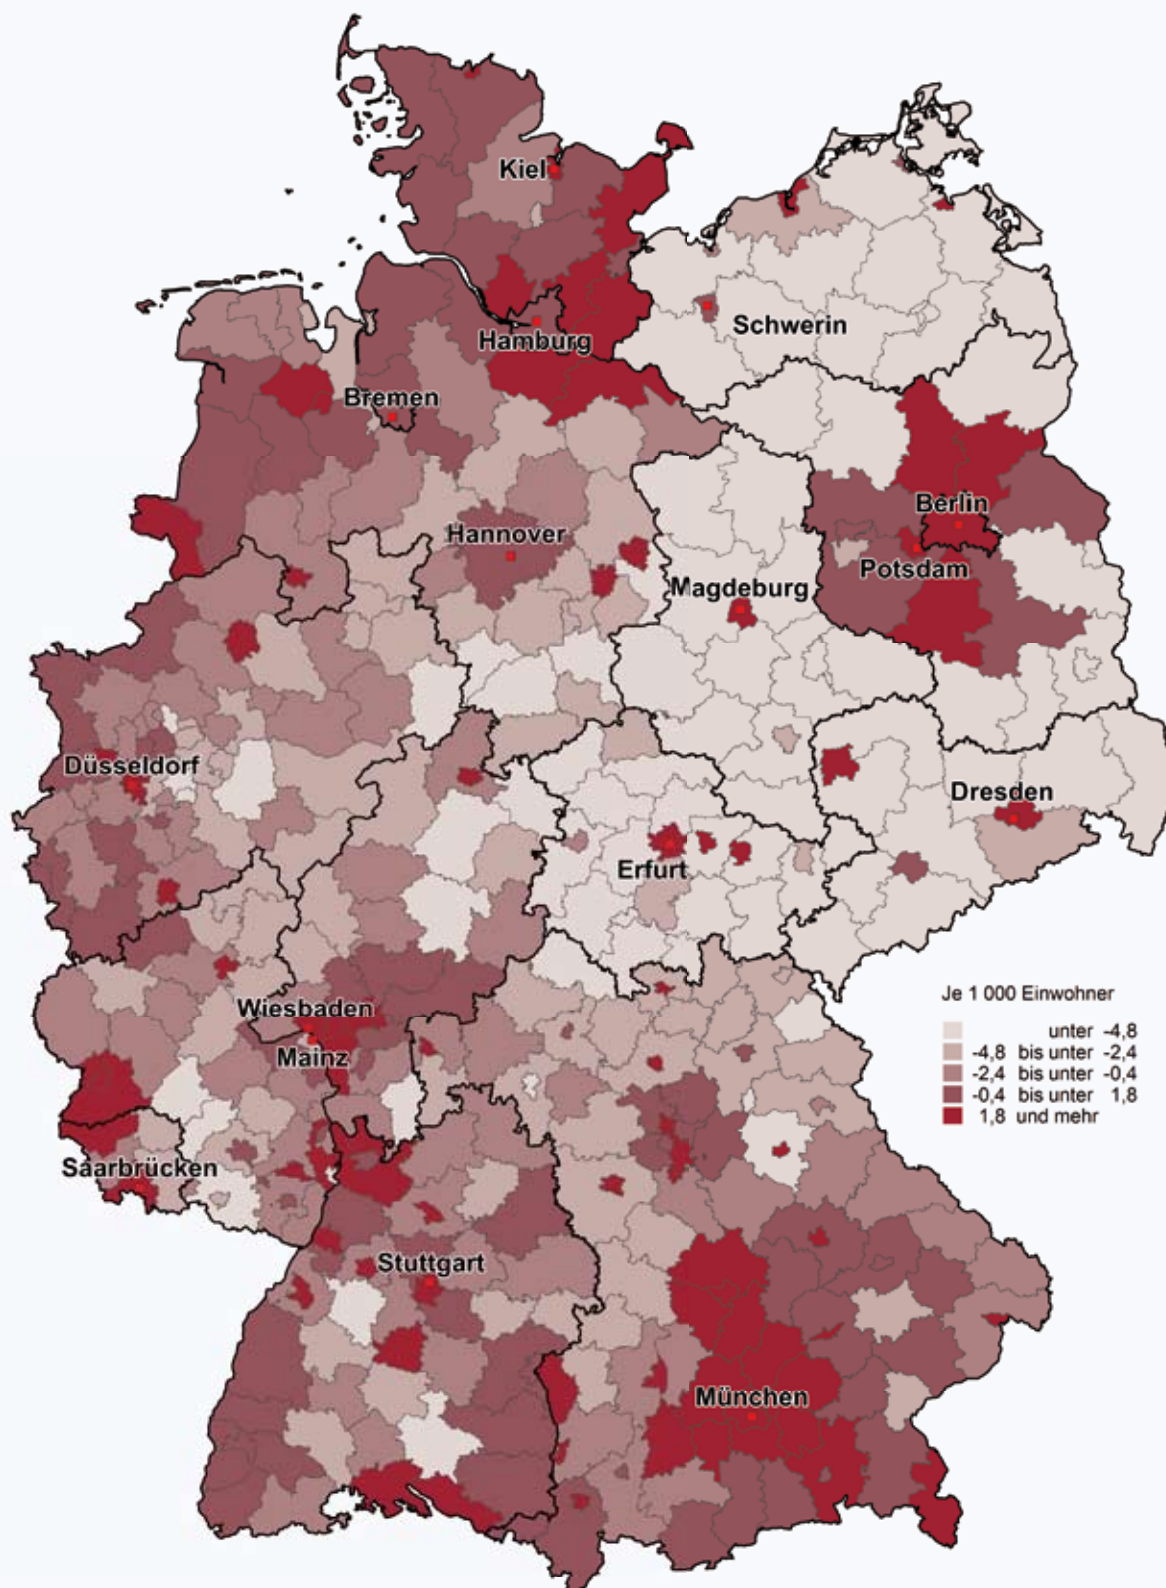 Kiel
Schwerin
Hamburg
Bremen
Berlin
Hannover
Potsdam
Magdeburg
Düsseldorf
Dresden
Erfurt
Je 1 000 Einwohner
unter -4,8
-4,8 bis unter -2,4
-2,4 bis unter -0,4
-0,4 bis unter 1,8
1,8 und mehr
Wiesbaden
Mainz
Saarbrücken
Stuttgart
München